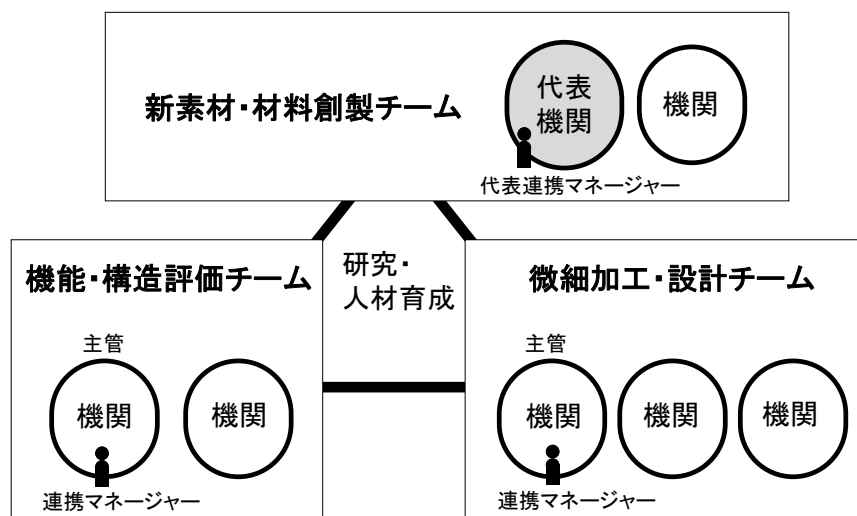 新素材・材料創製チーム
代表
機関
機関
代表連携マネージャー
機能・構造評価チーム
研究・
人材育成
微細加工・設計チーム
主管
機関
機関
連携マネージャー
主管
機関
機関
機関
連携マネージャー